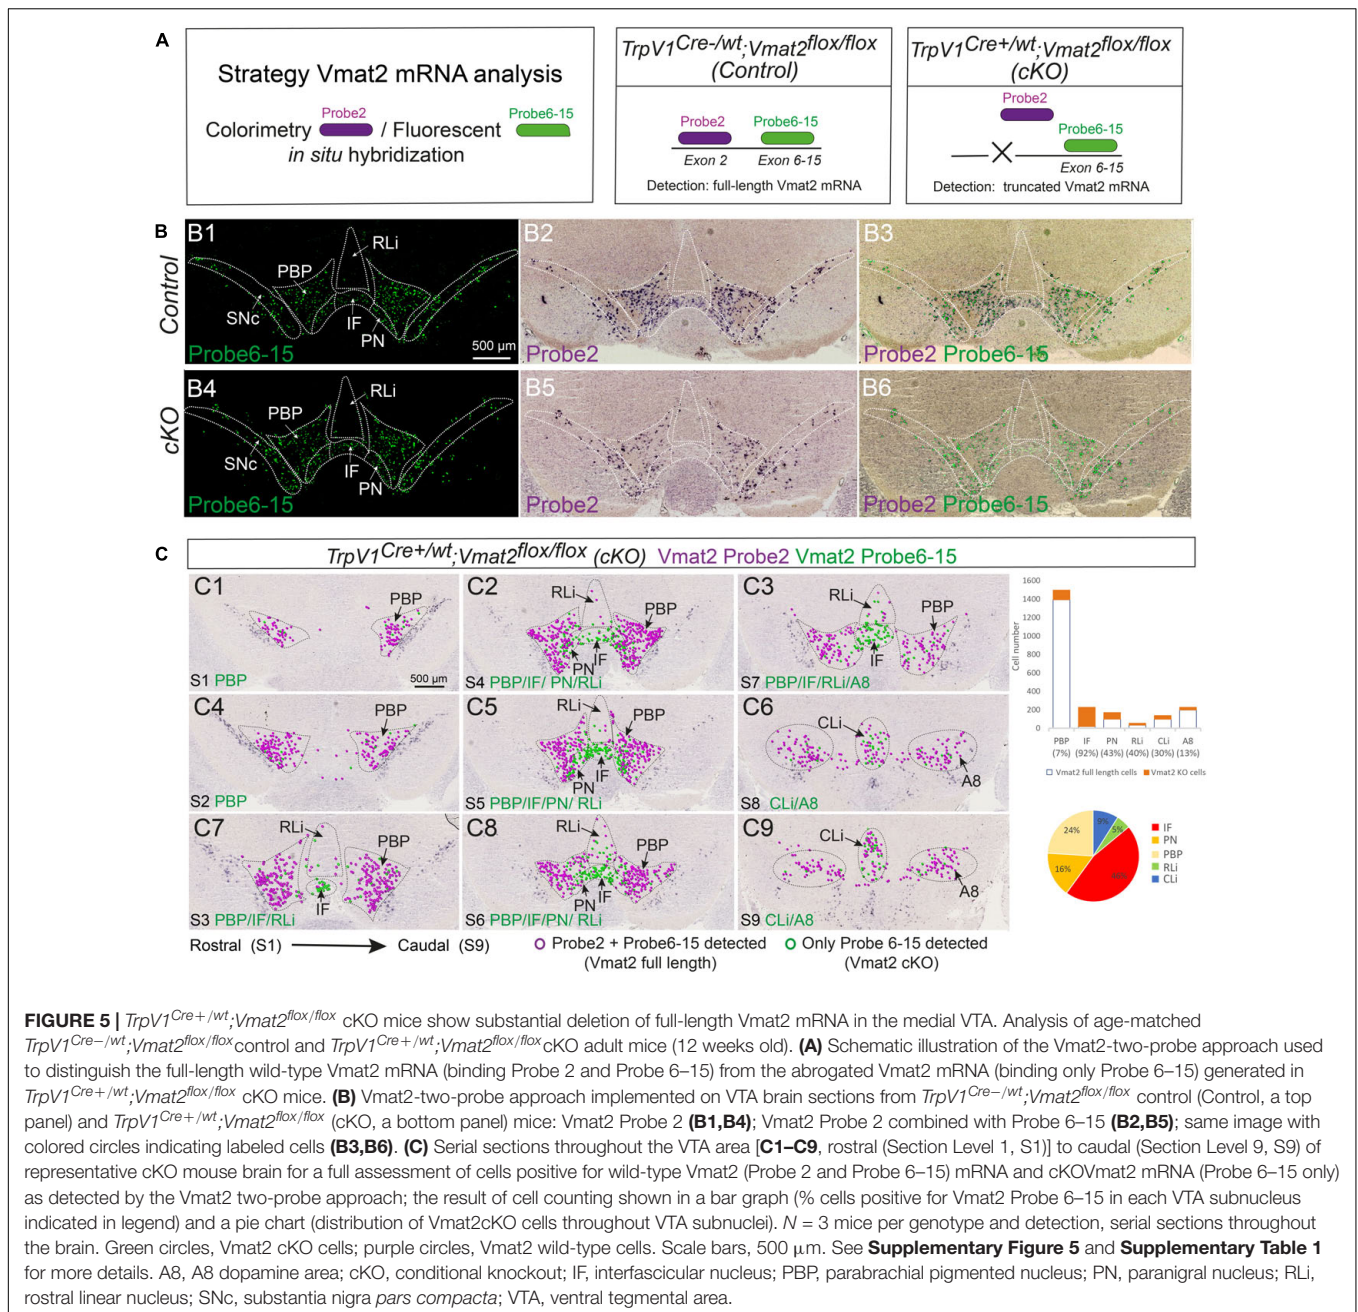 A
Strategy Vmat2 mRNA analysis
Colorimetry Probe2 / Fluorescent Probe6-15
in situ hybridization
TrpV1Cre-/wt;Vmat2flox/flox
(Control)
Probe2 Probe6-15
Exon 2 Exon 6-15
Detection: full-length Vmat2 mRNA
TrpV1Cre+/wt;Vmat2flox/flox
(cKO)
Probe2
Probe6-15
Exon 6-15
Detection: truncated Vmat2 mRNA
B
Control
B1
RLi
PBP
SNc
IF
PN
500 µm
Probe6-15
B2
Probe2
B3
Probe2 Probe6-15
cKO
B4
RLi
PBP
SNc
IF
PN
Probe6-15
B5
Probe2
B6
Probe2 Probe6-15
C
TrpV1Cre+/wt;Vmat2flox/flox (cKO) Vmat2 Probe2 Vmat2 Probe6-15
C1
PBP
500 µm
S1 PBP
C2
RLi
PBP
PN
IF
S4 PBP/IF/ PN/RLi
C3
RLi
PBP
IF
S7 PBP/IF/RLi/A8
C4
PBP
S2 PBP
C5
RLi
PBP
PN
IF
S5 PBP/IF/PN/ RLi
C6
CLi
A8
S8 CLi/A8
C7
RLi
PBP
IF
S3 PBP/IF/RLi
C8
RLi
PBP
PN
IF
S6 PBP/IF/PN/ RLi
C9
CLi
A8
S9 CLi/A8
Cell number
1600
1400
1200
1000
800
600
400
200
0
PBP IF PN RLi CLi A8
(7%) (92%) (43%) (40%) (30%) (13%)
Vmat2 full length cells Vmat2 KO cells
24%
9%
5%
16%
IF
PN
PBP
RLi
CLi
Rostral (S1) Caudal (S9)
Probe2 + Probe6-15 detected
(Vmat2 full length)
Only Probe 6-15 detected
(Vmat2 cKO)
FIGURE 5 | TrpV1Cre+/wt;Vmat2flox/flox cKO mice show substantial deletion of full-length Vmat2 mRNA in the medial VTA. Analysis of age-matched
TrpV1Cre−/wt;Vmat2flox/floxcontrol and TrpV1Cre+/wt;Vmat2flox/floxcKO adult mice (12 weeks old). (A) Schematic illustration of the Vmat2-two-probe approach used
to distinguish the full-length wild-type Vmat2 mRNA (binding Probe 2 and Probe 6–15) from the abrogated Vmat2 mRNA (binding only Probe 6–15) generated in
TrpV1Cre+/wt;Vmat2flox/flox cKO mice. (B) Vmat2-two-probe approach implemented on VTA brain sections from TrpV1Cre−/wt;Vmat2flox/flox control (Control, a top
panel) and TrpV1Cre+/wt;Vmat2flox/flox (cKO, a bottom panel) mice: Vmat2 Probe 2 (B1,B4); Vmat2 Probe 2 combined with Probe 6–15 (B2,B5); same image with
colored circles indicating labeled cells (B3,B6). (C) Serial sections throughout the VTA area [C1–C9, rostral (Section Level 1, S1)] to caudal (Section Level 9, S9) of
representative cKO mouse brain for a full assessment of cells positive for wild-type Vmat2 (Probe 2 and Probe 6–15) mRNA and cKOVmat2 mRNA (Probe 6–15 only)
as detected by the Vmat2 two-probe approach; the result of cell counting shown in a bar graph (% cells positive for Vmat2 Probe 6–15 in each VTA subnucleus
indicated in legend) and a pie chart (distribution of Vmat2cKO cells throughout VTA subnuclei). N = 3 mice per genotype and detection, serial sections throughout
the brain. Green circles, Vmat2 cKO cells; purple circles, Vmat2 wild-type cells. Scale bars, 500 µm. See Supplementary Figure 5 and Supplementary Table 1
for more details. A8, A8 dopamine area; cKO, conditional knockout; IF, interfascicular nucleus; PBP, parabrachial pigmented nucleus; PN, paranigral nucleus; RLi,
rostral linear nucleus; SNc, substantia nigra pars compacta; VTA, ventral tegmental area.